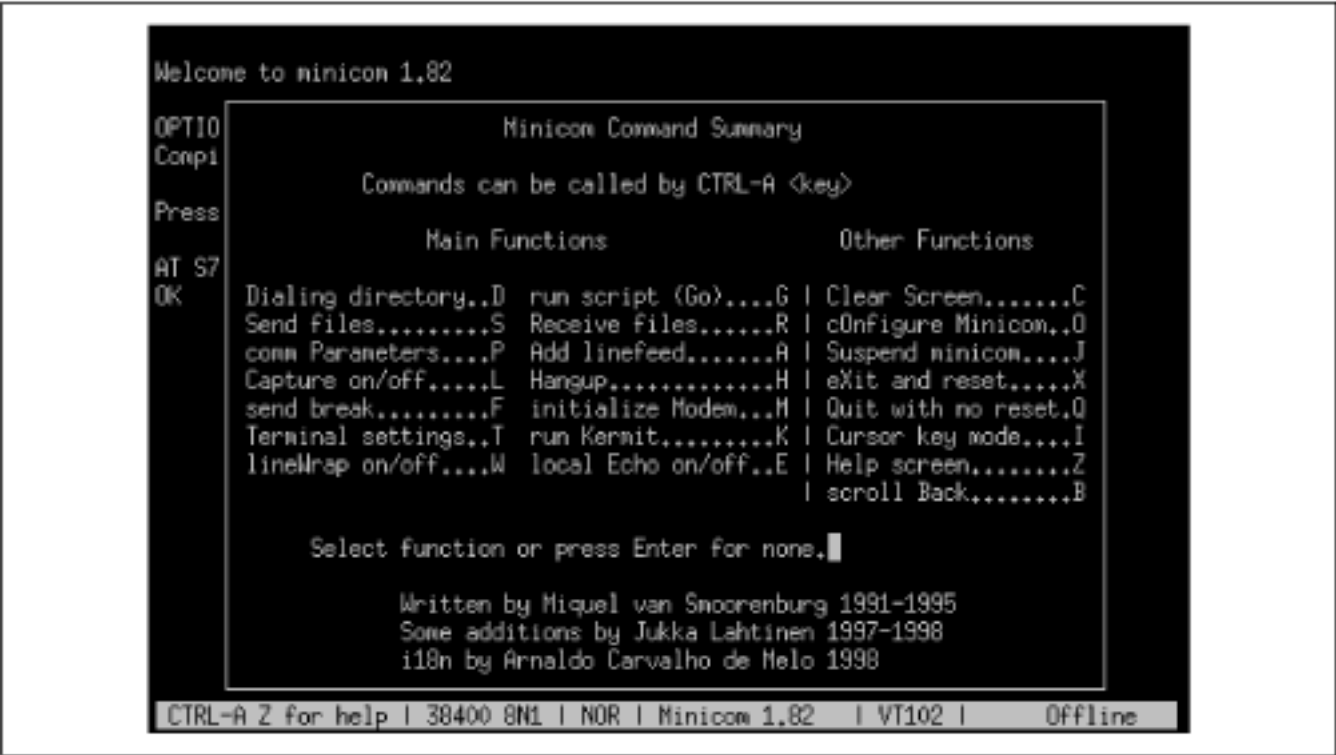 Welcome to minicom 1.82
OPTIO
Compi
Press
AT S7
OK
Minicom Command Summary
Commands can be called by CTRL-A <key>
Main Functions Other Functions
Dialing directory..D run script (Go)....G | Clear Screen.......C
Send files.........S Receive files......R | cOnfigure Minicom..O
comm Parameters....P Add linefeed.......A | Suspend minicom....J
Capture on/off.....L Hangup.............H | eXit and reset.....X
send break.........F initialize Modem...M | Quit with no reset.Q
Terminal settings..T run Kermit.........K | Cursor key mode....I
lineWrap on/off....W local Echo on/off..E | Help screen........Z
| scroll Back........B
Select function or press Enter for none.
Written by Miquel van Smoorenburg 1991-1995
Some additions by Jukka Lahtinen 1997-1998
i18n by Arnaldo Carvalho de Melo 1998
CTRL-A Z for help | 38400 8N1 | NOR | Minicom 1.82 | VT102 | Offline